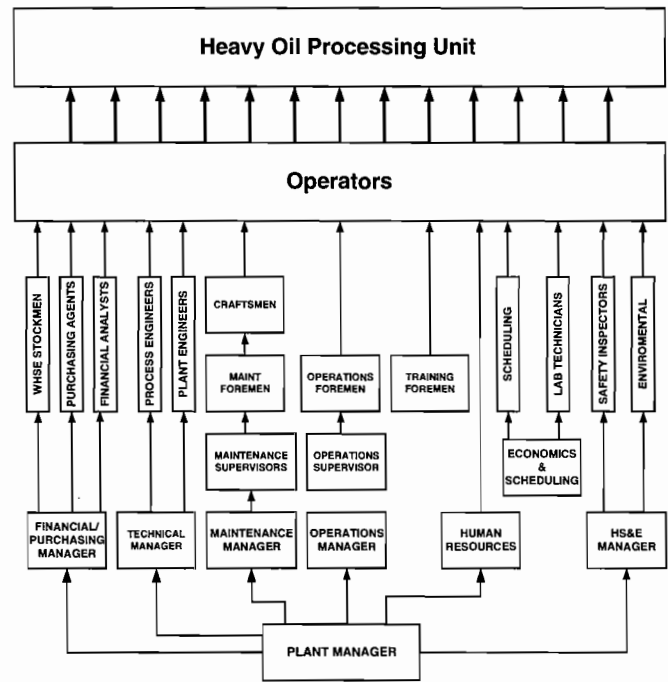 Heavy Oil Processing Unit
Operators
WHSE STOCKMEN
PURCHASING AGENTS
FINANCIAL ANALYSTS
PROCESS ENGINEERS
PLANT ENGINEERS
CRAFTSMEN
SCHEDULING
LAB TECHNICIANS
SAFETY INSPECTORS
ENVIROMENTAL
MAINT
FOREMEN
OPERATIONS
FOREMEN
TRAINING
FOREMEN
MAINTENANCE
SUPERVISORS
OPERATIONS
SUPERVISOR
ECONOMICS
&
SCHEDULING
FINANCIAL/
PURCHASING
MANAGER
TECHNICAL
MANAGER
MAINTENANCE
MANAGER
OPERATIONS
MANAGER
HUMAN
RESOURCES
HS&E
MANAGER
PLANT MANAGER